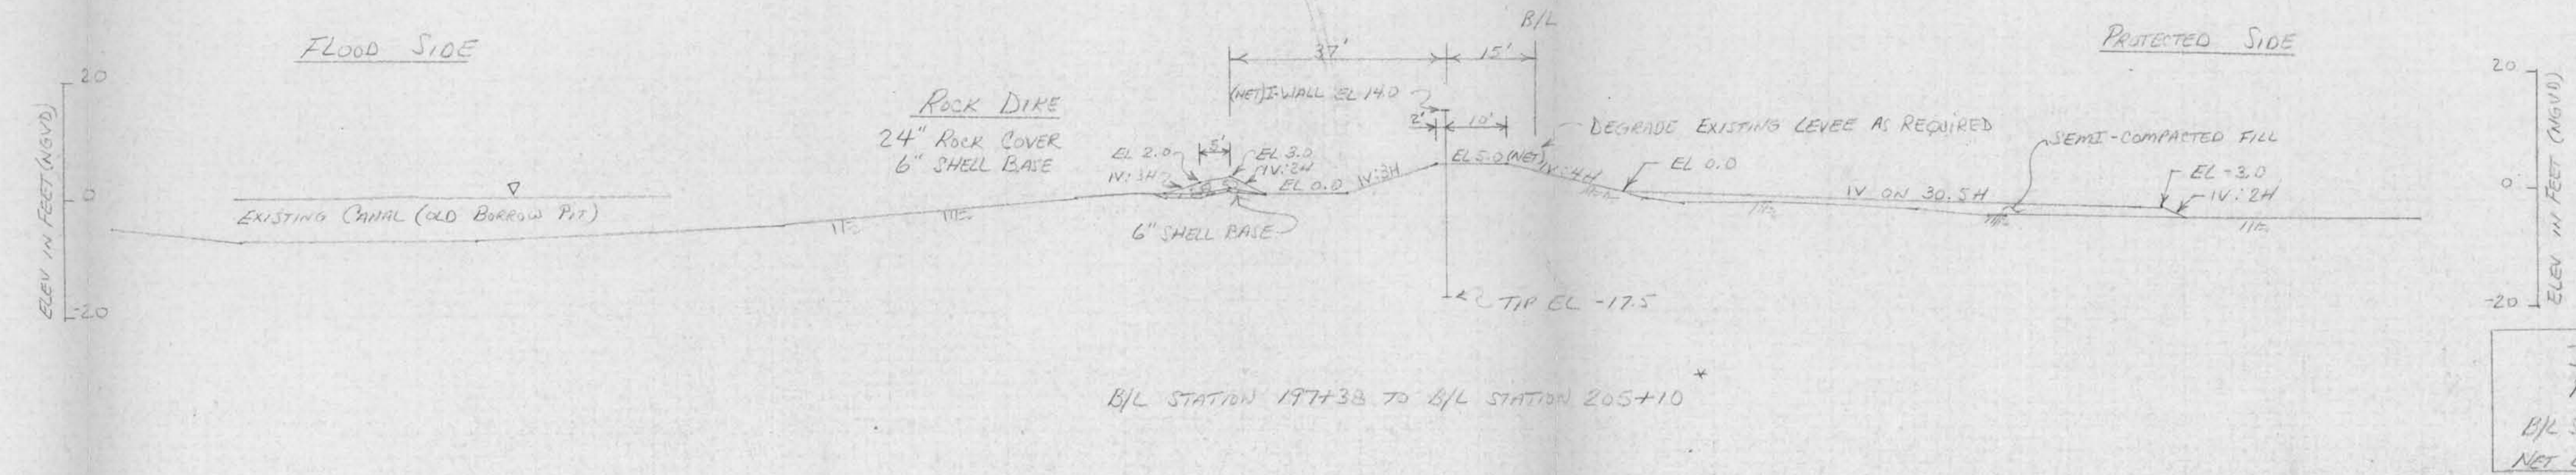 B/L
FLOOD SIDE
PROTECTED SIDE
37'
15'
20
20
(NET) I-WALL EL 14.0
ROCK DIKE
24" ROCK COVER
6" SHELL BASE
2'
10'
DEGRADE EXISTING LEVEE AS REQUIRED
SEMI-COMPACTED FILL
5'
EL 2.0
EL 3.0
1V:3H
1V:2H
EL 0.0
1V:3H
EL 5.0 (NET)
1V:4H
EL 0.0
1V ON 30.5H
EL -3.0
1V:2H
0
0
EXISTING CANAL (OLD BORROW PIT)
6" SHELL BASE
ELEV IN FEET (NGVD)
ELEV IN FEET (NGVD)
-20
-20
TIP EL -17.5
B/L STATION 197+38 TO B/L STATION 205+10*
B/L
NET